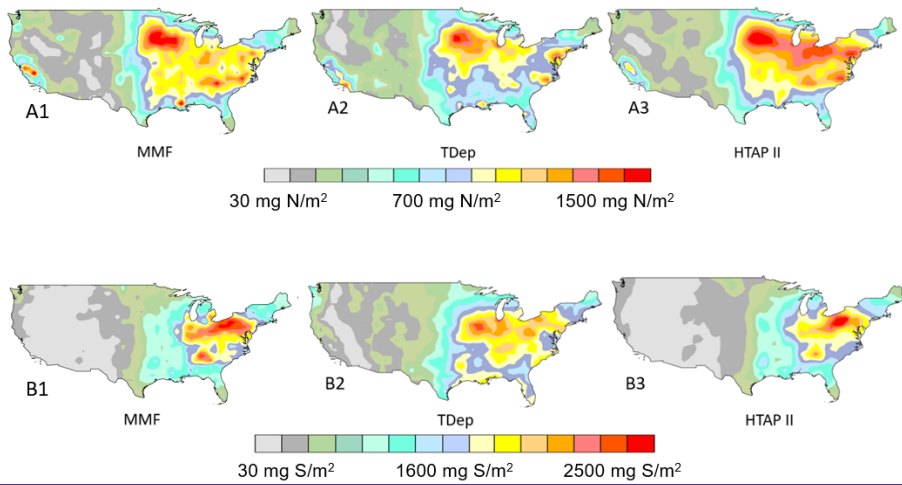 A1
A2
A3
MMF
TDep
HTAP II
30 mg N/m²
700 mg N/m²
1500 mg N/m²
B1
B2
B3
MMF
TDep
HTAP II
30 mg S/m²
1600 mg S/m²
2500 mg S/m²